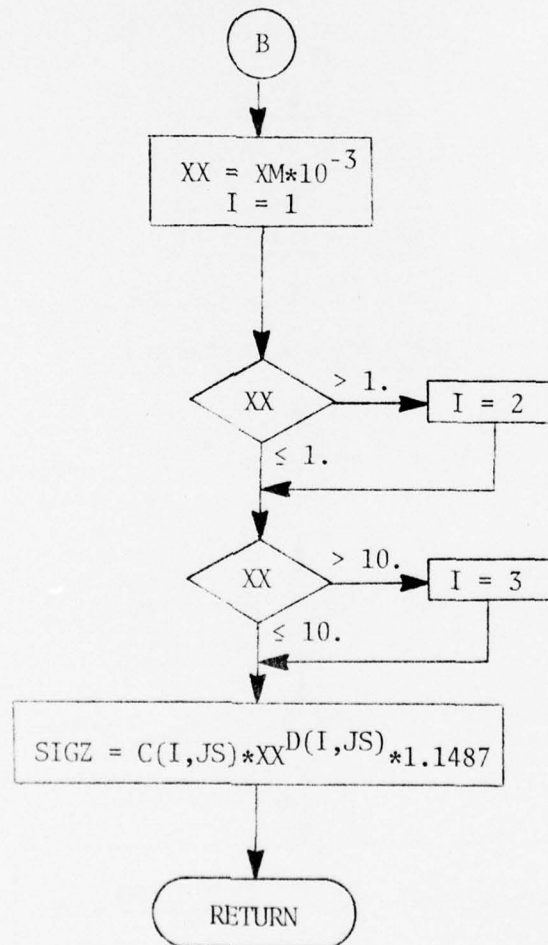 B
XX = XM*10⁻³
I = 1
XX
> 1.
I = 2
≤ 1.
XX
> 10.
I = 3
≤ 10.
SIGZ = C(I,JS)*XX^D(I,JS)*1.1487
RETURN